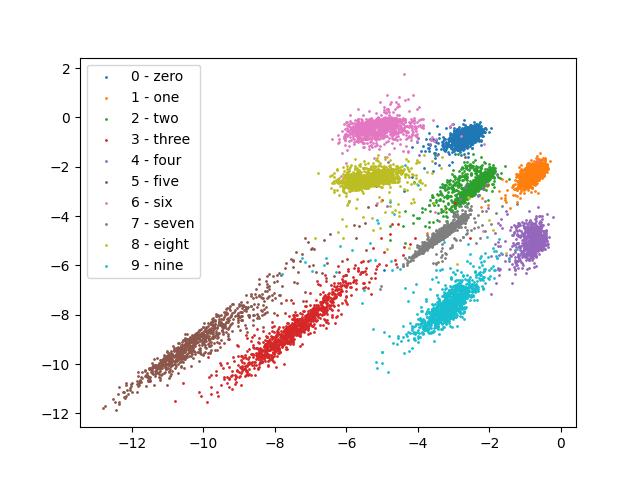 2
0
−2
−4
−6
−8
−10
−12
0 - zero
1 - one
2 - two
3 - three
4 - four
5 - five
6 - six
7 - seven
8 - eight
9 - nine
−12 −10 −8 −6 −4 −2 0